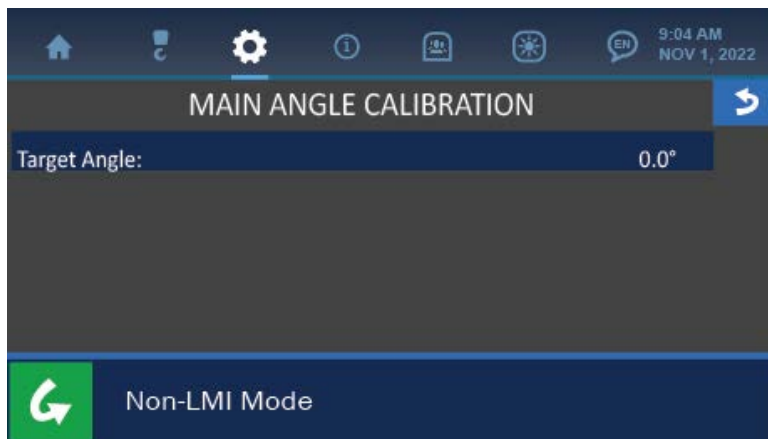 EN
9:04 AM
NOV 1, 2022
MAIN ANGLE CALIBRATION
Target Angle: 0.0°
Non-LMI Mode